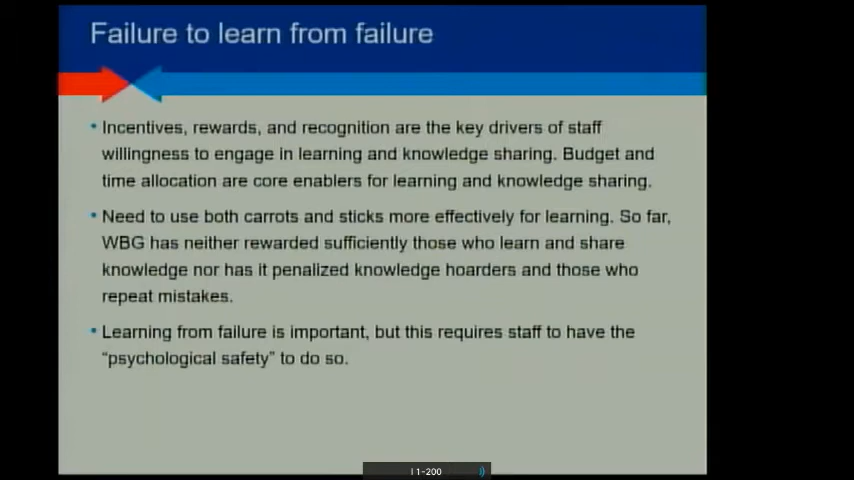 Failure to learn from failure
• Incentives, rewards, and recognition are the key drivers of staff
willingness to engage in learning and knowledge sharing. Budget and
time allocation are core enablers for learning and knowledge sharing.
• Need to use both carrots and sticks more effectively for learning. So far,
WBG has neither rewarded sufficiently those who learn and share
knowledge nor has it penalized knowledge hoarders and those who
repeat mistakes.
• Learning from failure is important, but this requires staff to have the
“psychological safety” to do so.
I 1-200